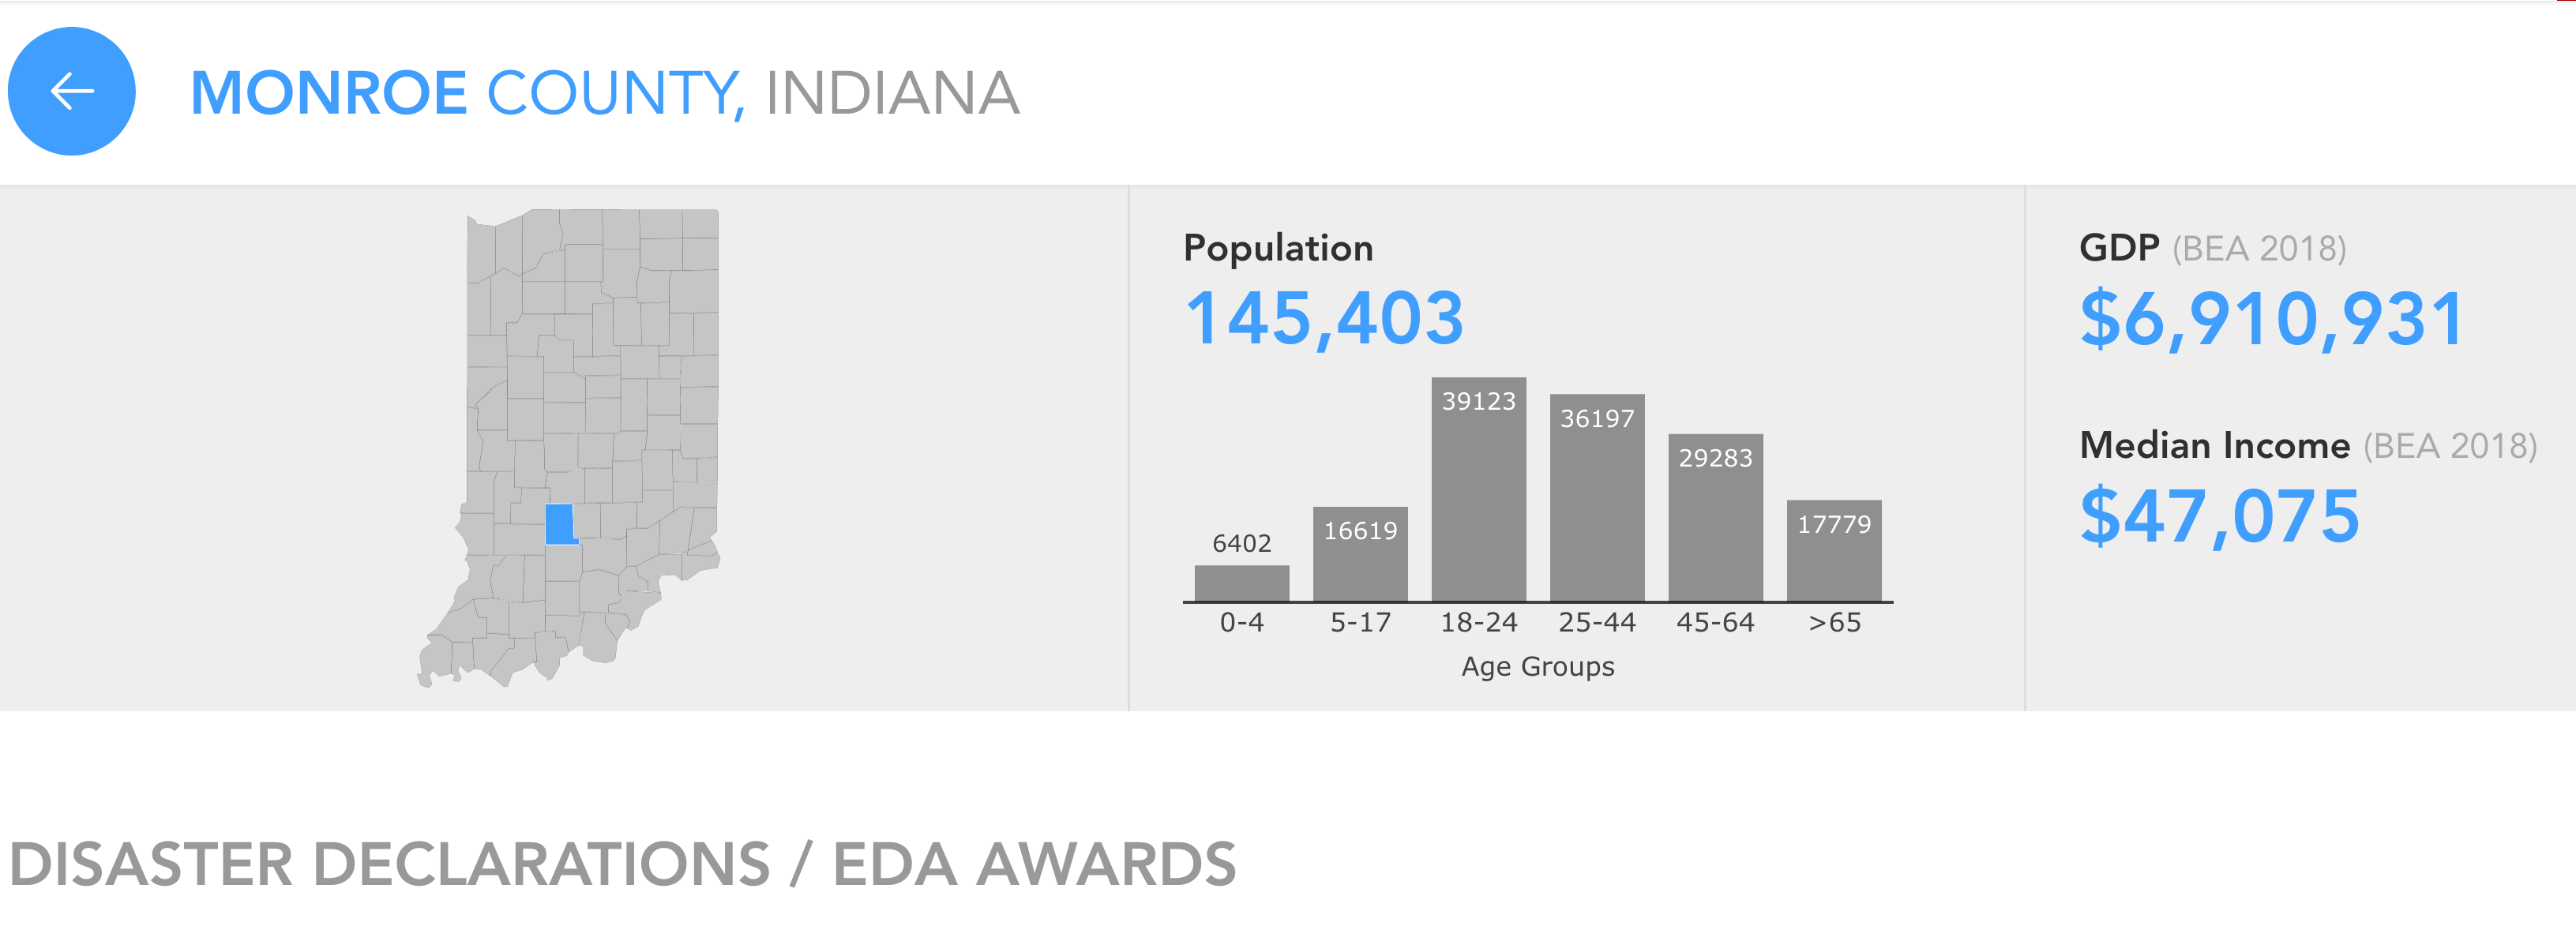 MONROE COUNTY, INDIANA
Population
145,403
39123
36197
29283
6402
16619
17779
0-4 5-17 18-24 25-44 45-64 >65
Age Groups
GDP (BEA 2018)
$6,910,931
Median Income (BEA 2018)
$47,075
DISASTER DECLARATIONS / EDA AWARDS